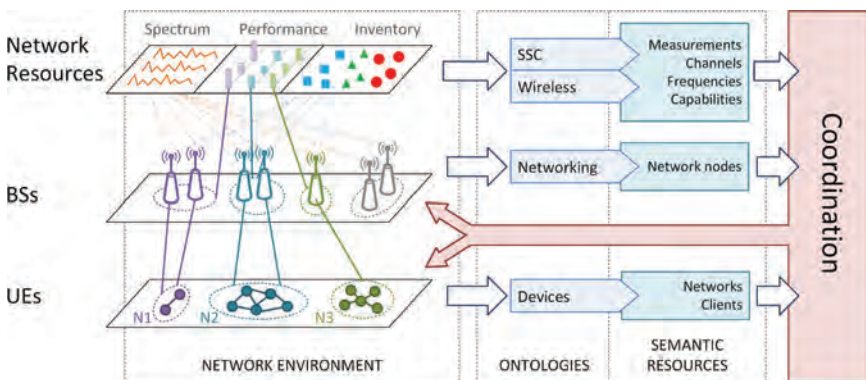 Spectrum Performance Inventory
Network
Resources
SSC
Wireless
Measurements
Channels
Frequencies
Capabilities
BSs
Networking
Network nodes
Coordination
UEs
N1 N2 N3
Devices
Networks
Clients
NETWORK ENVIRONMENT
ONTOLOGIES
SEMANTIC
RESOURCES